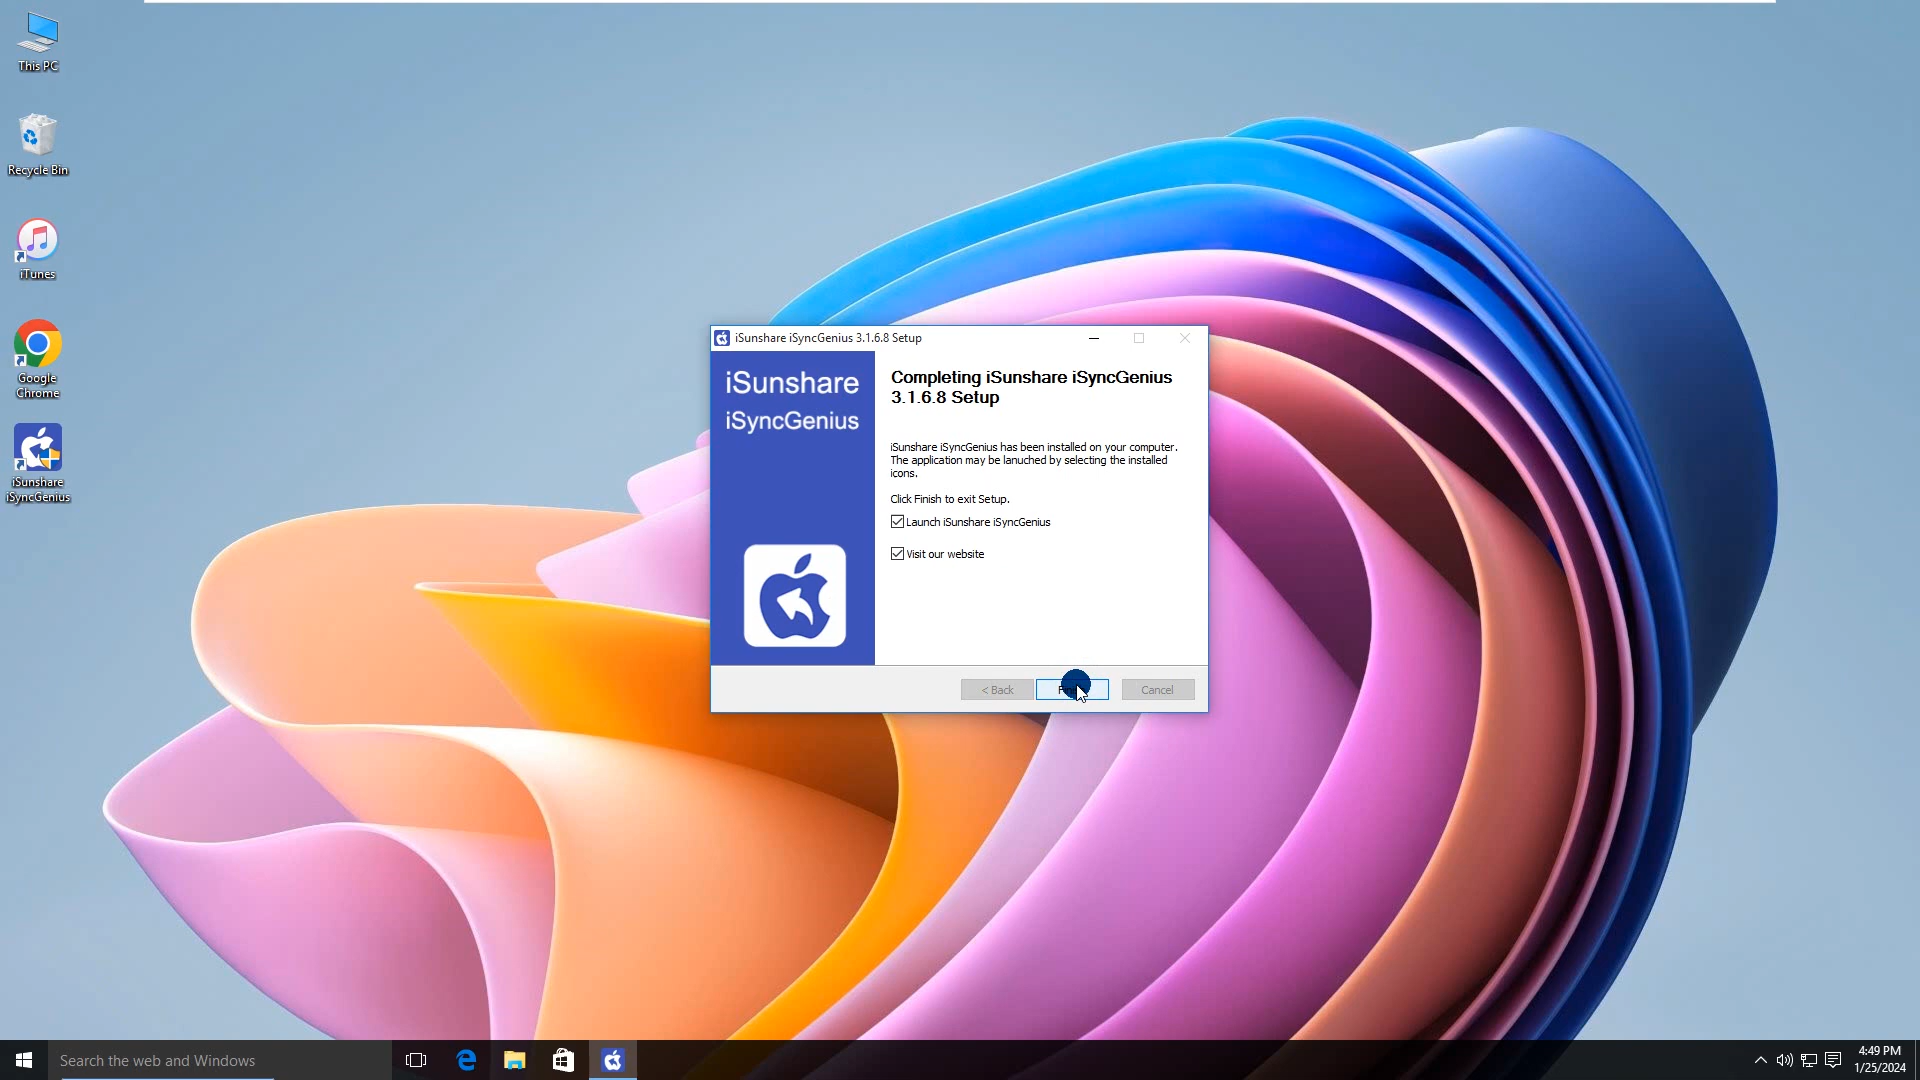 This PC
Recycle Bin
iTunes
Google
Chrome
iSunshare
iSyncGenius
iSunshare iSyncGenius 3.1.6.8 Setup
iSunshare
iSyncGenius
Completing iSunshare iSyncGenius
3.1.6.8 Setup
iSunshare iSyncGenius has been installed on your computer.
The application may be lanuched by selecting the installed
icons.
Click Finish to exit Setup.
Launch iSunshare iSyncGenius
Visit our website
< Back
Cancel
Search the web and Windows
4:49 PM
1/25/2024